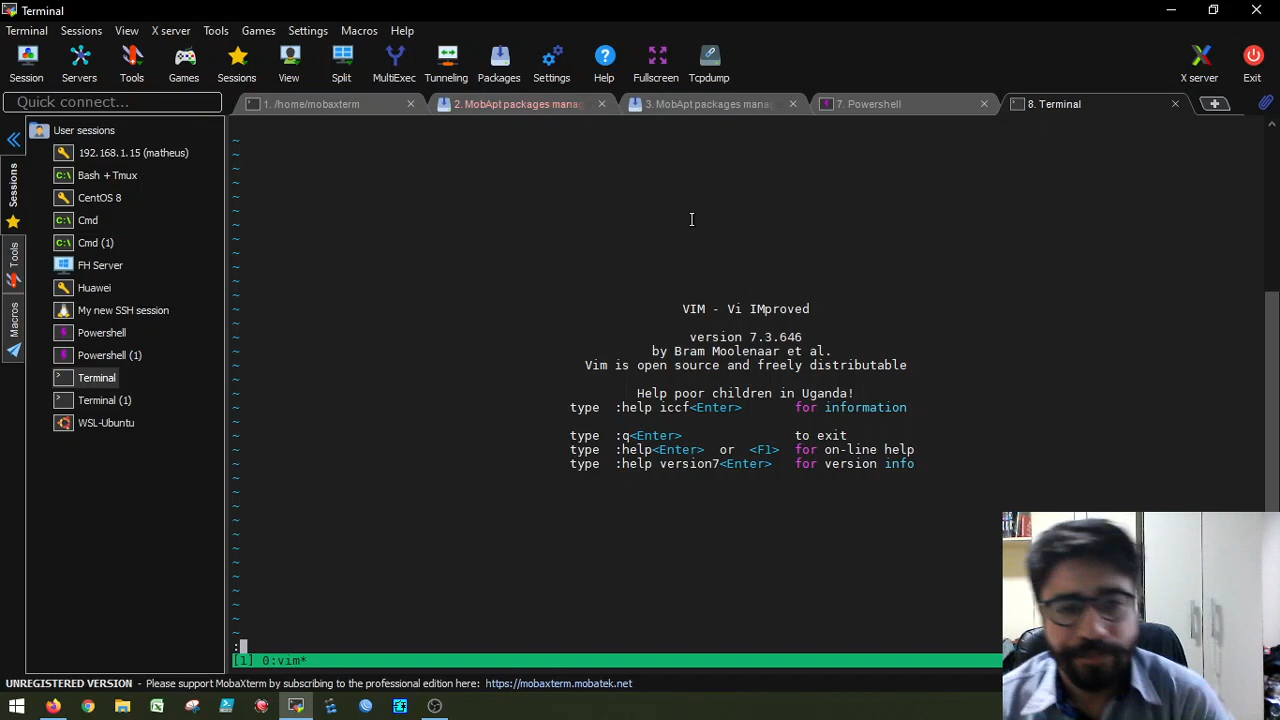 Terminal
Terminal Sessions View X server Tools Games Settings Macros Help
Session Servers Tools Games Sessions View Split MultiExec Tunneling Packages Settings Help Fullscreen Tcpdump X server Exit
Quick connect...
1. /home/mobaxterm
2. MobApt packages mana
3. MobApt packages mana
7. Powershell
8. Terminal
Sessions
Tools
Macros
User sessions
192.168.1.15 (matheus)
Bash + Tmux
CentOS 8
Cmd
Cmd (1)
FH Server
Huawei
My new SSH session
Powershell
Powershell (1)
Terminal
Terminal (1)
WSL-Ubuntu
VIM - Vi IMproved
version 7.3.646
by Bram Moolenaar et al.
Vim is open source and freely distributable
Help poor children in Uganda!
type :help iccf<Enter> for information
type :q<Enter> to exit
type :help<Enter> or <F1> for on-line help
type :help version7<Enter> for version info
:
[1] 0:vim*
UNREGISTERED VERSION - Please support MobaXterm by subscribing to the professional edition here: https://mobaxterm.mobatek.net